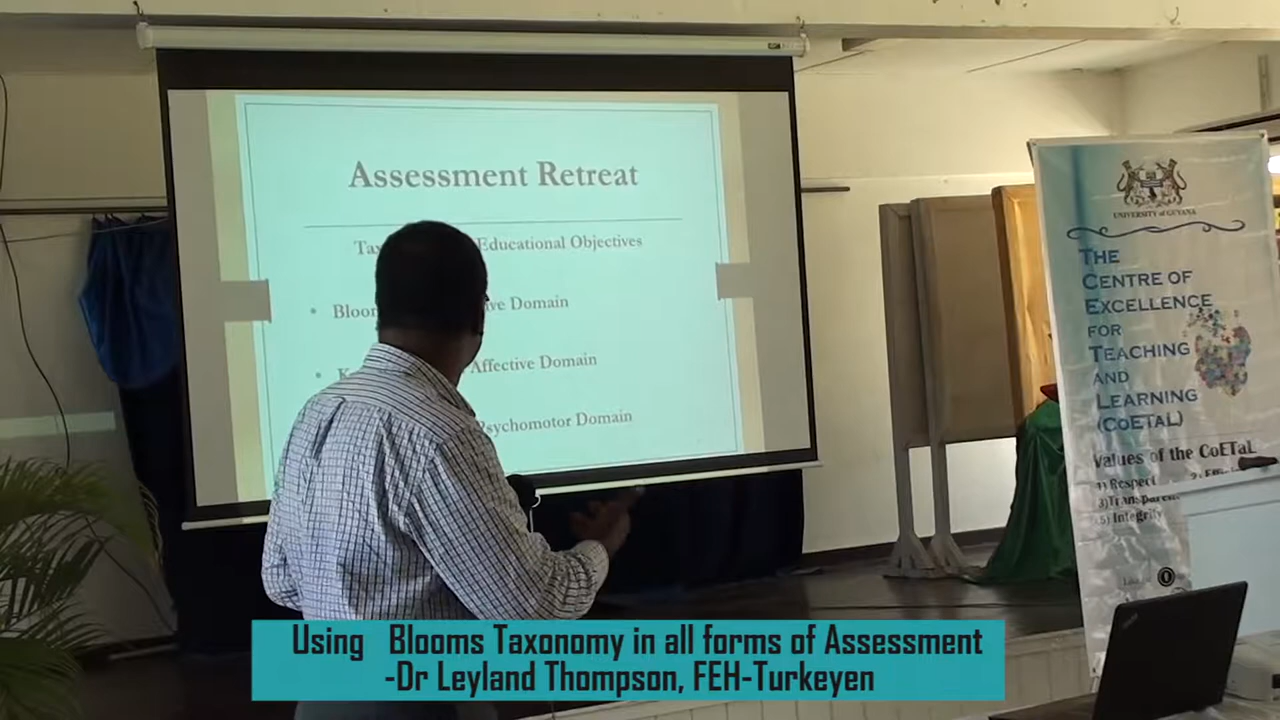 Assessment Retreat
Educational Objectives
Domain
Affective Domain
Psychomotor Domain
UNIVERSITY of GUYANA
THE
CENTRE OF
EXCELLENCE
FOR
TEACHING
AND
LEARNING
(COETAL)
Values of the CoETaL
1) Respect
5) Integrity
Using Blooms Taxonomy in all forms of Assessment
-Dr Leyland Thompson, FEH-Turkeyen